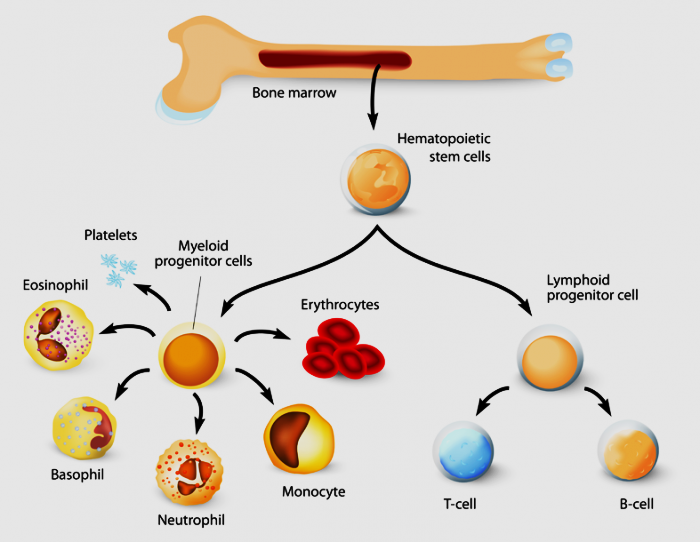 Bone marrow
Hematopoietic
stem cells
Platelets
Myeloid
progenitor cells
Eosinophil
Erythrocytes
Lymphoid
progenitor cell
Basophil
Neutrophil
Monocyte
T-cell
B-cell